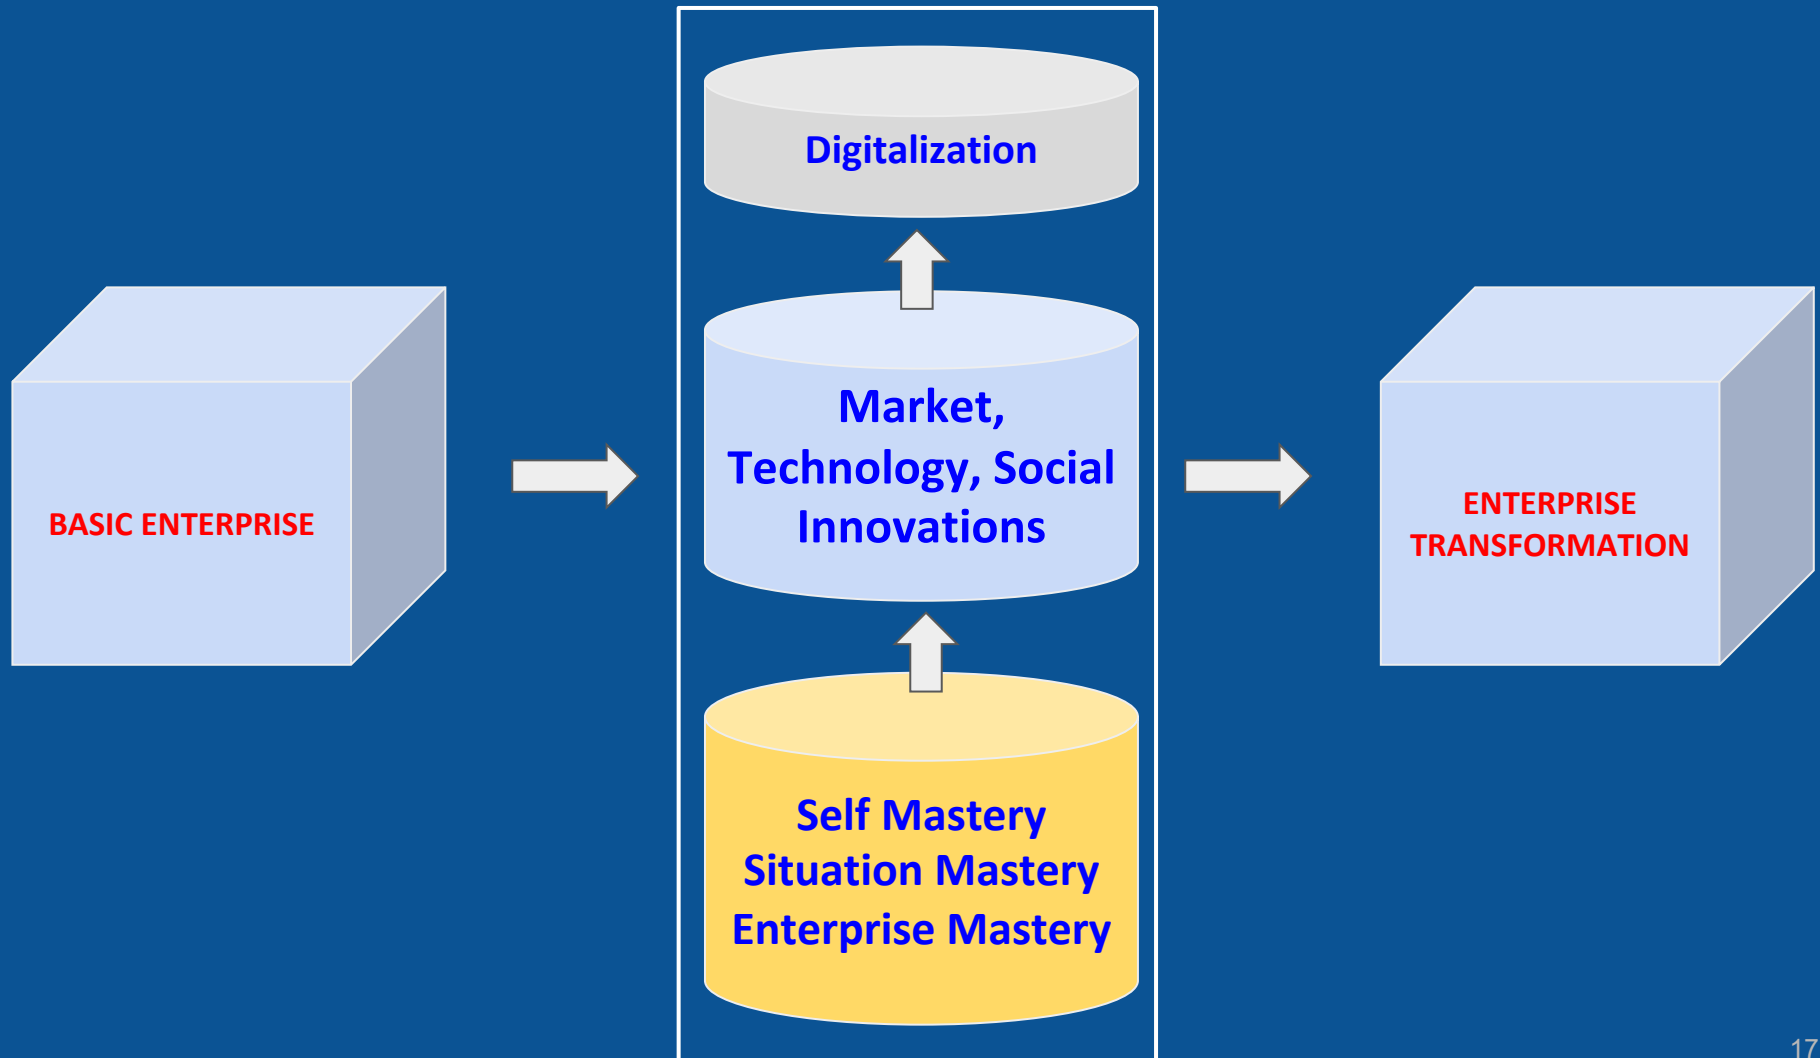 Digitalization
Market,
Technology, Social
Innovations
BASIC ENTERPRISE
ENTERPRISE
TRANSFORMATION
Self Mastery
Situation Mastery
Enterprise Mastery
17